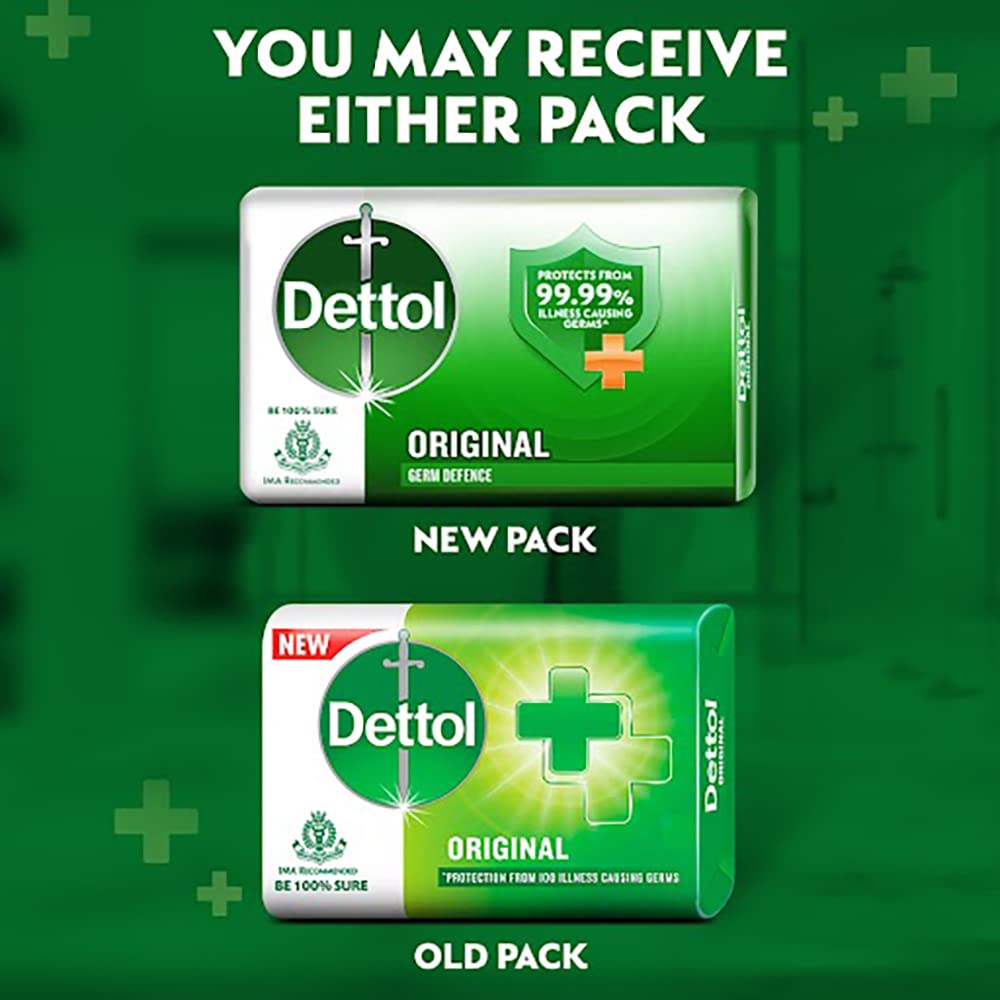 YOU MAY RECEIVE
EITHER PACK
Dettol
PROTECTS FROM
99.99%
ILLNESS CAUSING
GERMS^
BE 100% SURE
IMA RECOMMENDED
ORIGINAL
GERM DEFENCE
Dettol
ORIGINAL
NEW PACK
NEW
Dettol
IMA RECOMMENDED
BE 100% SURE
ORIGINAL
*PROTECTION FROM 100 ILLNESS CAUSING GERMS
Dettol
ORIGINAL
OLD PACK